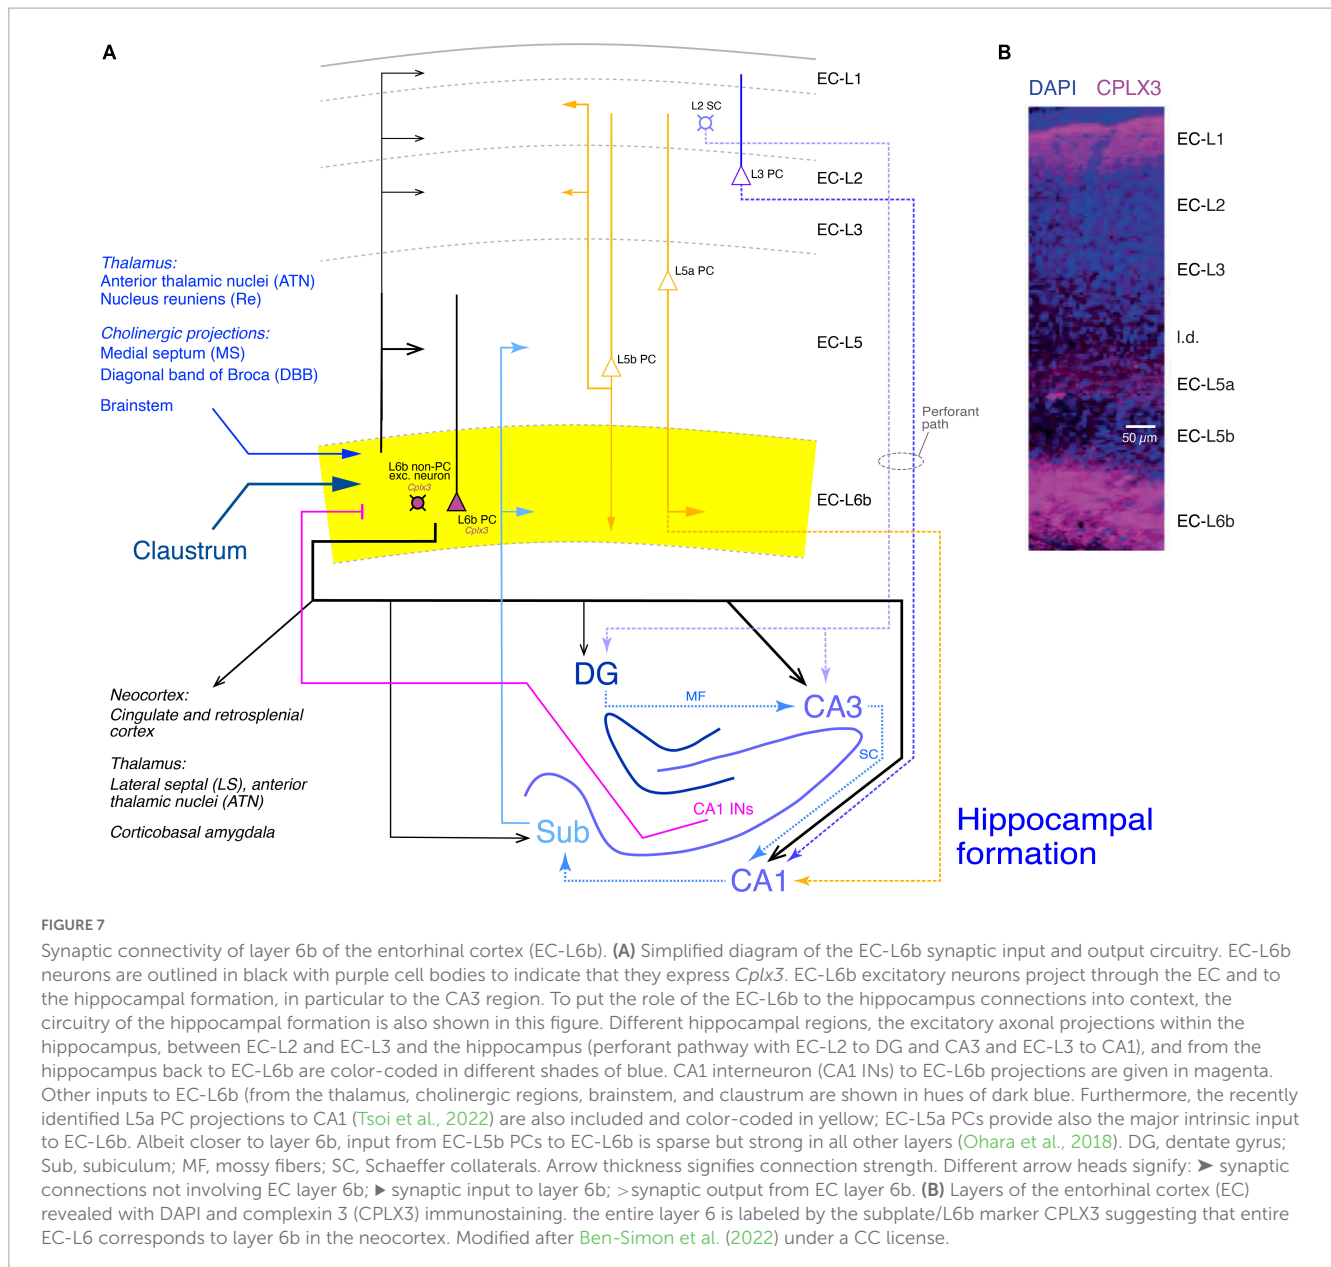 A
B
EC-L1
L2 SC
L3 PC
EC-L2
EC-L3
Thalamus:
Anterior thalamic nuclei (ATN)
Nucleus reuniens (Re)
Cholinergic projections:
Medial septum (MS)
Diagonal band of Broca (DBB)
Brainstem
L5a PC
EC-L5
L5b PC
Perforant
path
L6b non-PC
exc. neuron
Cplx3
L6b PC
Cplx3
EC-L6b
Claustrum
DG
MF
CA3
SC
Neocortex:
Cingulate and retrosplenial
cortex
Thalamus:
Lateral septal (LS), anterior
thalamic nuclei (ATN)
Corticobasal amygdala
CA1 INs
Sub
CA1
Hippocampal
formation
DAPI CPLX3
EC-L1
EC-L2
EC-L3
l.d.
EC-L5a
50 µm
EC-L5b
EC-L6b
FIGURE 7
Synaptic connectivity of layer 6b of the entorhinal cortex (EC-L6b). (A) Simplified diagram of the EC-L6b synaptic input and output circuitry. EC-L6b
neurons are outlined in black with purple cell bodies to indicate that they express Cplx3. EC-L6b excitatory neurons project through the EC and to
the hippocampal formation, in particular to the CA3 region. To put the role of the EC-L6b to the hippocampus connections into context, the
circuitry of the hippocampal formation is also shown in this figure. Different hippocampal regions, the excitatory axonal projections within the
hippocampus, between EC-L2 and EC-L3 and the hippocampus (perforant pathway with EC-L2 to DG and CA3 and EC-L3 to CA1), and from the
hippocampus back to EC-L6b are color-coded in different shades of blue. CA1 interneuron (CA1 INs) to EC-L6b projections are given in magenta.
Other inputs to EC-L6b (from the thalamus, cholinergic regions, brainstem, and claustrum are shown in hues of dark blue. Furthermore, the recently
identified L5a PC projections to CA1 (Tsoi et al., 2022) are also included and color-coded in yellow; EC-L5a PCs provide also the major intrinsic input
to EC-L6b. Albeit closer to layer 6b, input from EC-L5b PCs to EC-L6b is sparse but strong in all other layers (Ohara et al., 2018). DG, dentate gyrus;
Sub, subiculum; MF, mossy fibers; SC, Schaeffer collaterals. Arrow thickness signifies connection strength. Different arrow heads signify: ➤ synaptic
connections not involving EC layer 6b; ▶ synaptic input to layer 6b; >synaptic output from EC layer 6b. (B) Layers of the entorhinal cortex (EC)
revealed with DAPI and complexin 3 (CPLX3) immunostaining. the entire layer 6 is labeled by the subplate/L6b marker CPLX3 suggesting that entire
EC-L6 corresponds to layer 6b in the neocortex. Modified after Ben-Simon et al. (2022) under a CC license.